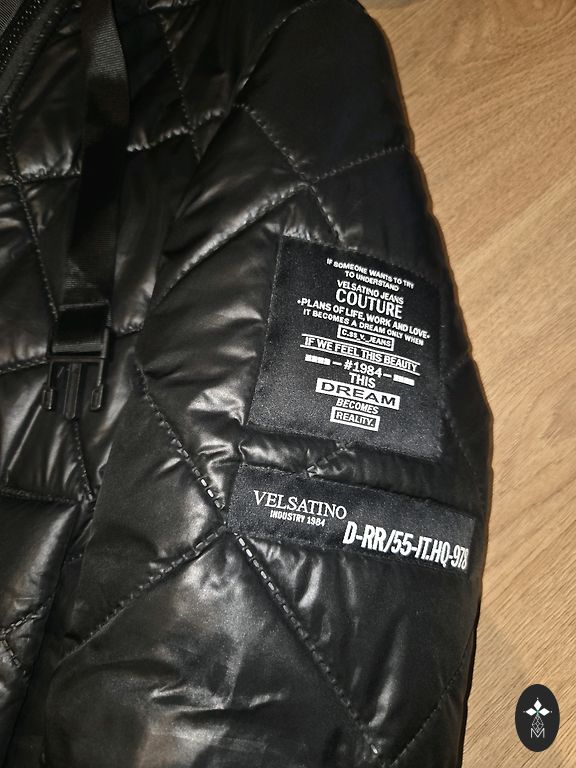 IF SOMEONE WANTS TO TRY
TO UNDERSTAND
VELSATINO JEANS
COUTURE
•PLANS OF LIFE, WORK AND LOVE•
IT BECOMES A DREAM ONLY WHEN
C.55_V._JEANS
IF WE FEEL THIS BEAUTY
- #1984 -
THIS
DREAM
BECOMES
REALITY.
VELSATINO
INDUSTRY 1984
D-RR/55-IT.HQ-978
M